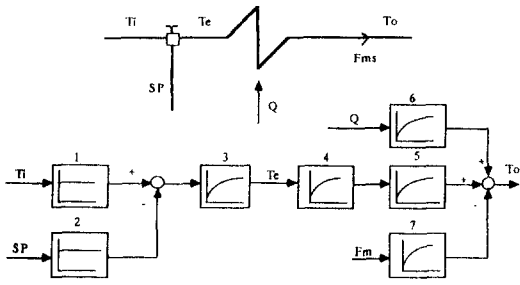 Ti Te To
Fms
SP
Q
6
Q
1 3 4 5
Ti + Te + + To
2
- -
7
SP Fm